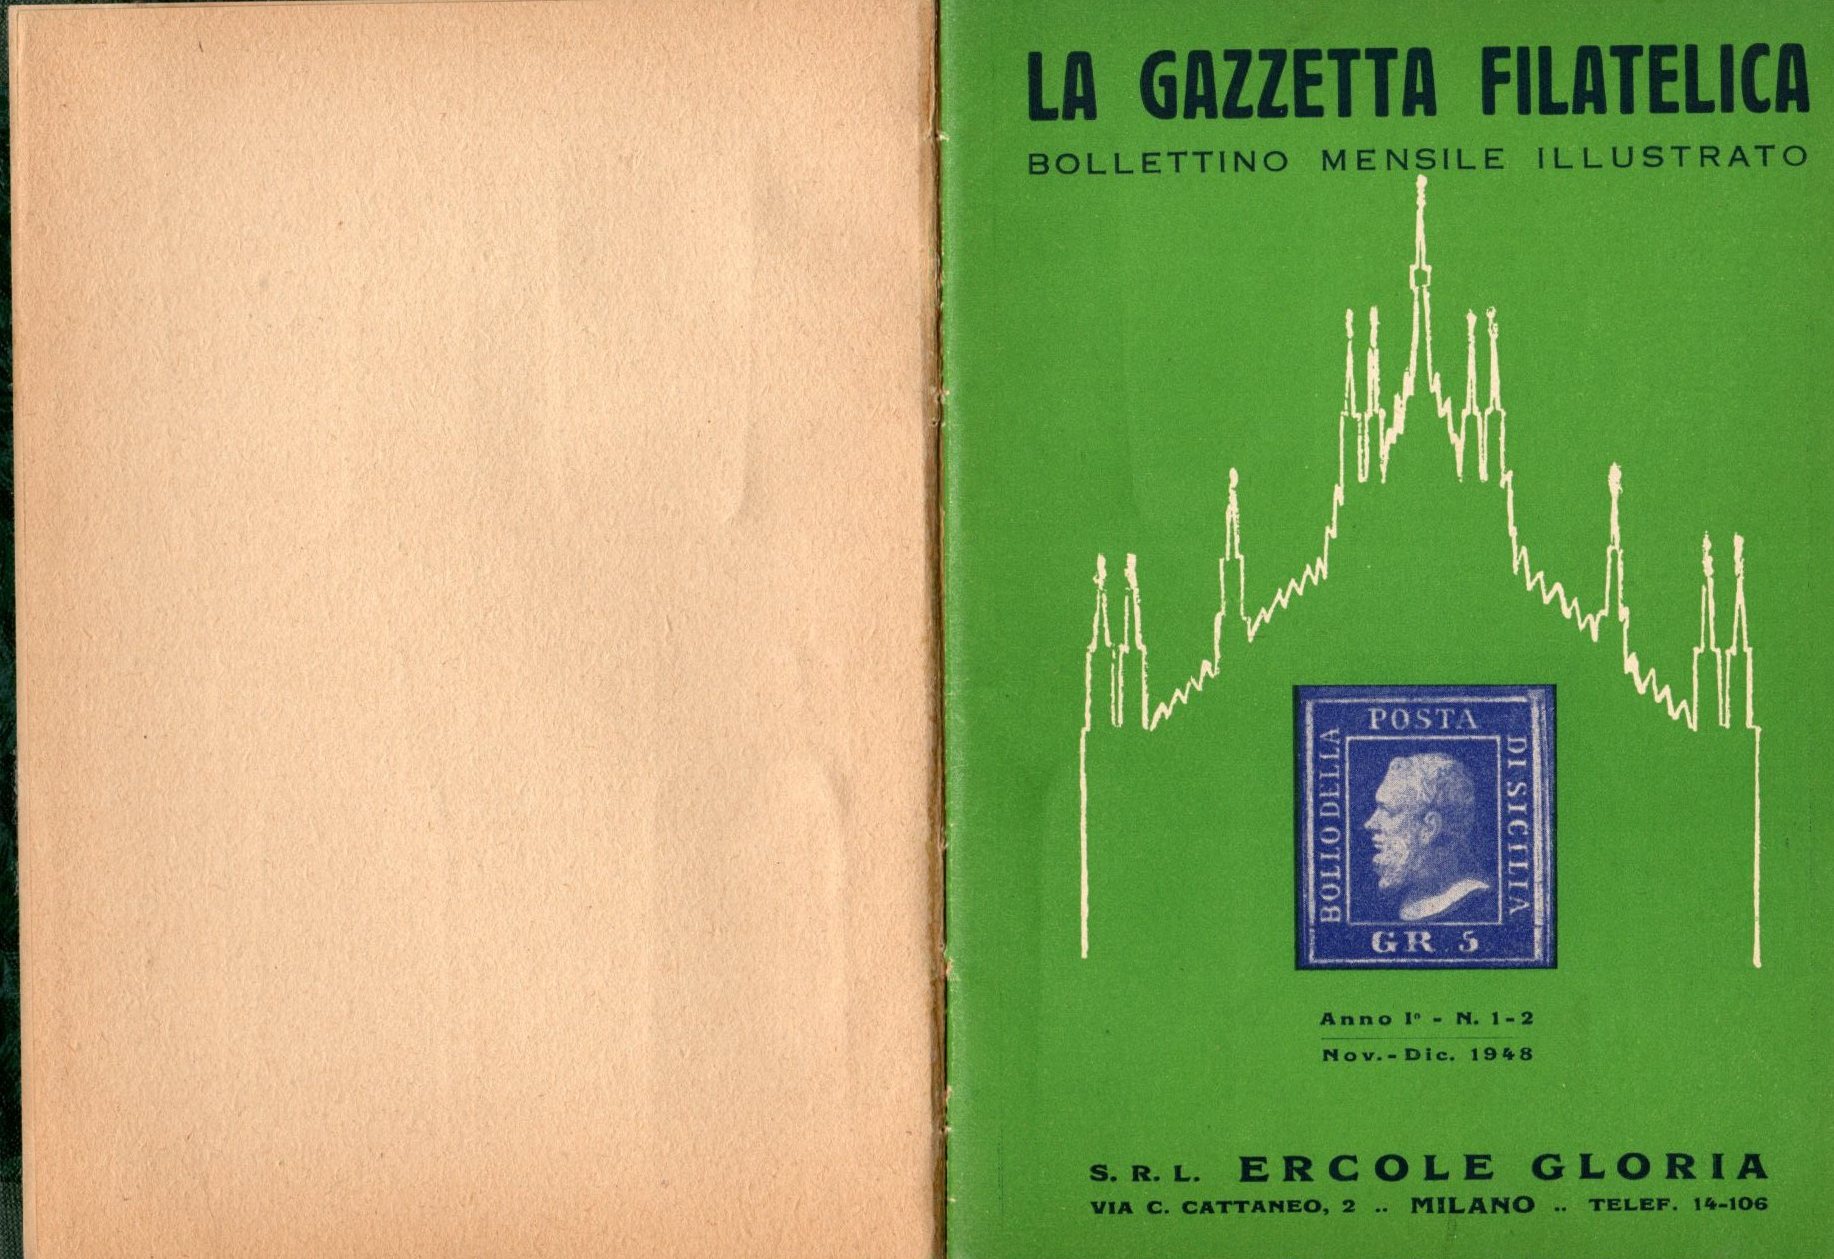 LA GAZZETTA FILATELICA
BOLLETTINO MENSILE ILLUSTRATO
POSTA
BOLLO DELLA
DI SICILIA
GR. 5
Anno Iº - N. 1-2
Nov.-Dic. 1948
S. R. L. ERCOLE GLORIA
VIA C. CATTANEO, 2 .. MILANO .. TELEF. 14-106